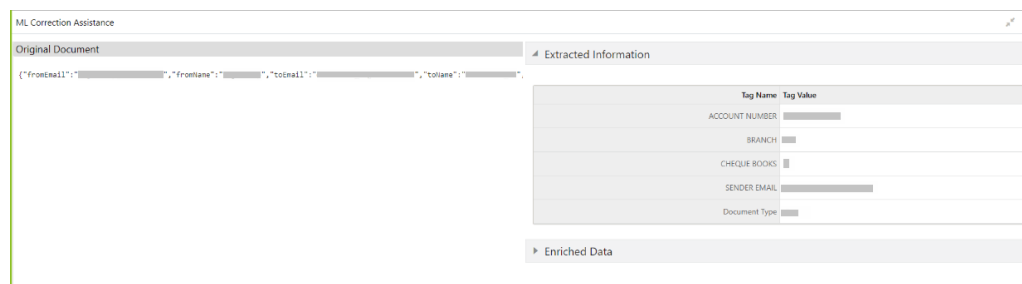 ML Correction Assistance
Original Document
{"fromEmail":" ","fromName":" ","toEmail":" ","toName":" ",
Extracted Information
Tag Name Tag Value
ACCOUNT NUMBER
BRANCH
CHEQUE BOOKS
SENDER EMAIL
Document Type
Enriched Data